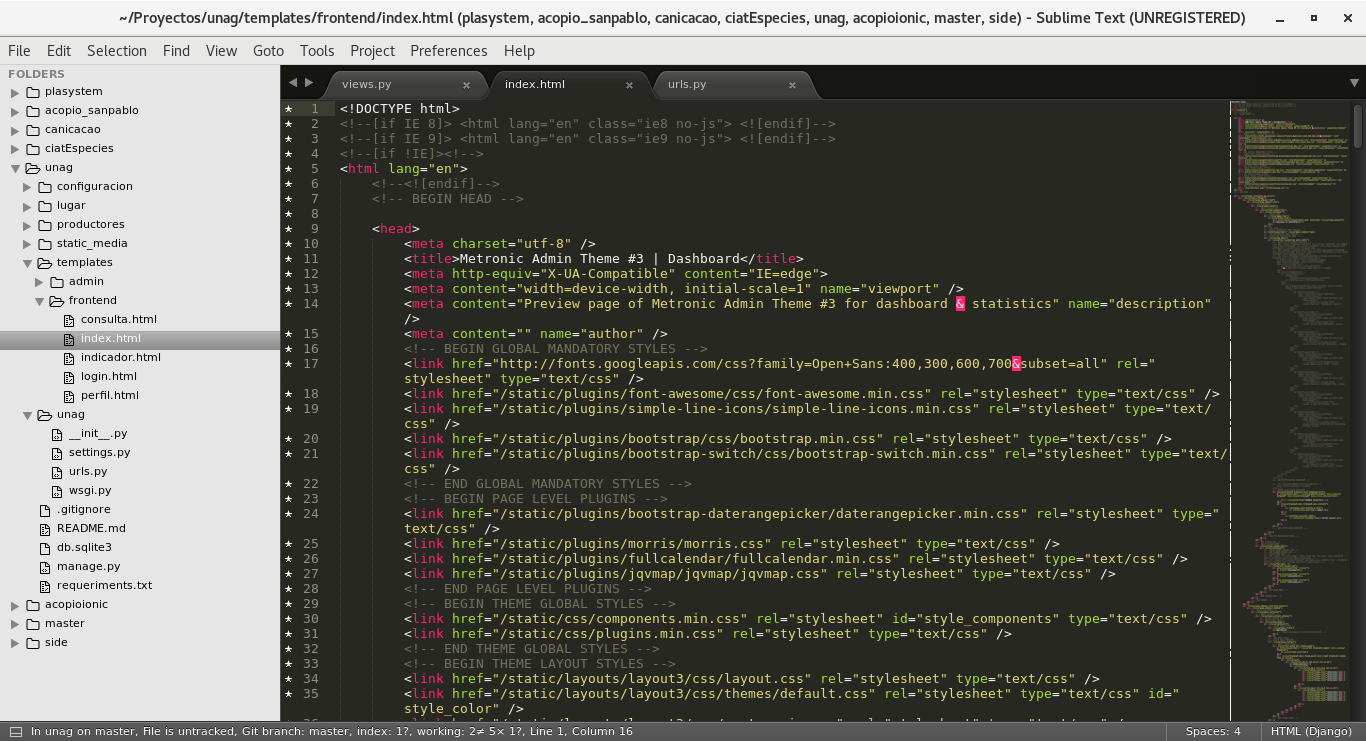 ~/Proyectos/unag/templates/frontend/index.html (plasystem, acopio_sanpablo, canicacao, ciatEspecies, unag, acopioionic, master, side) - Sublime Text (UNREGISTERED)
File Edit Selection Find View Goto Tools Project Preferences Help
FOLDERS
plasystem
acopio_sanpablo
canicacao
ciatEspecies
unag
configuracion
lugar
productores
static_media
templates
admin
frontend
consulta.html
index.html
indicador.html
login.html
perfil.html
unag
__init__.py
settings.py
urls.py
wsgi.py
.gitignore
README.md
db.sqlite3
manage.py
requeriments.txt
acopioionic
master
side
views.py × index.html × urls.py ×
* 1 <!DOCTYPE html>
* 2 <!--[if IE 8]> <html lang="en" class="ie8 no-js"> <![endif]-->
* 3 <!--[if IE 9]> <html lang="en" class="ie9 no-js"> <![endif]-->
* 4 <!--[if !IE]><!-->
* 5 <html lang="en">
* 6 <!--<![endif]-->
* 7 <!-- BEGIN HEAD -->
* 8
* 9 <head>
* 10 <meta charset="utf-8" />
* 11 <title>Metronic Admin Theme #3 | Dashboard</title>
* 12 <meta http-equiv="X-UA-Compatible" content="IE=edge">
* 13 <meta content="width=device-width, initial-scale=1" name="viewport" />
* 14 <meta content="Preview page of Metronic Admin Theme #3 for dashboard & statistics" name="description"
/>
* 15 <meta content="" name="author" />
* 16 <!-- BEGIN GLOBAL MANDATORY STYLES -->
* 17 <link href="http://fonts.googleapis.com/css?family=Open+Sans:400,300,600,700&subset=all" rel="
stylesheet" type="text/css" />
* 18 <link href="/static/plugins/font-awesome/css/font-awesome.min.css" rel="stylesheet" type="text/css" />
* 19 <link href="/static/plugins/simple-line-icons/simple-line-icons.min.css" rel="stylesheet" type="text/
css" />
* 20 <link href="/static/plugins/bootstrap/css/bootstrap.min.css" rel="stylesheet" type="text/css" />
* 21 <link href="/static/plugins/bootstrap-switch/css/bootstrap-switch.min.css" rel="stylesheet" type="text/
css" />
* 22 <!-- END GLOBAL MANDATORY STYLES -->
* 23 <!-- BEGIN PAGE LEVEL PLUGINS -->
* 24 <link href="/static/plugins/bootstrap-daterangepicker/daterangepicker.min.css" rel="stylesheet" type="
text/css" />
* 25 <link href="/static/plugins/morris/morris.css" rel="stylesheet" type="text/css" />
* 26 <link href="/static/plugins/fullcalendar/fullcalendar.min.css" rel="stylesheet" type="text/css" />
* 27 <link href="/static/plugins/jqvmap/jqvmap/jqvmap.css" rel="stylesheet" type="text/css" />
* 28 <!-- END PAGE LEVEL PLUGINS -->
* 29 <!-- BEGIN THEME GLOBAL STYLES -->
* 30 <link href="/static/css/components.min.css" rel="stylesheet" id="style_components" type="text/css" />
* 31 <link href="/static/css/plugins.min.css" rel="stylesheet" type="text/css" />
* 32 <!-- END THEME GLOBAL STYLES -->
* 33 <!-- BEGIN THEME LAYOUT STYLES -->
* 34 <link href="/static/layouts/layout3/css/layout.css" rel="stylesheet" type="text/css" />
* 35 <link href="/static/layouts/layout3/css/themes/default.css" rel="stylesheet" type="text/css" id="
style_color" />
In unag on master, File is untracked, Git branch: master, index: 1?, working: 2≠ 5× 1?, Line 1, Column 16 Spaces: 4 HTML (Django)